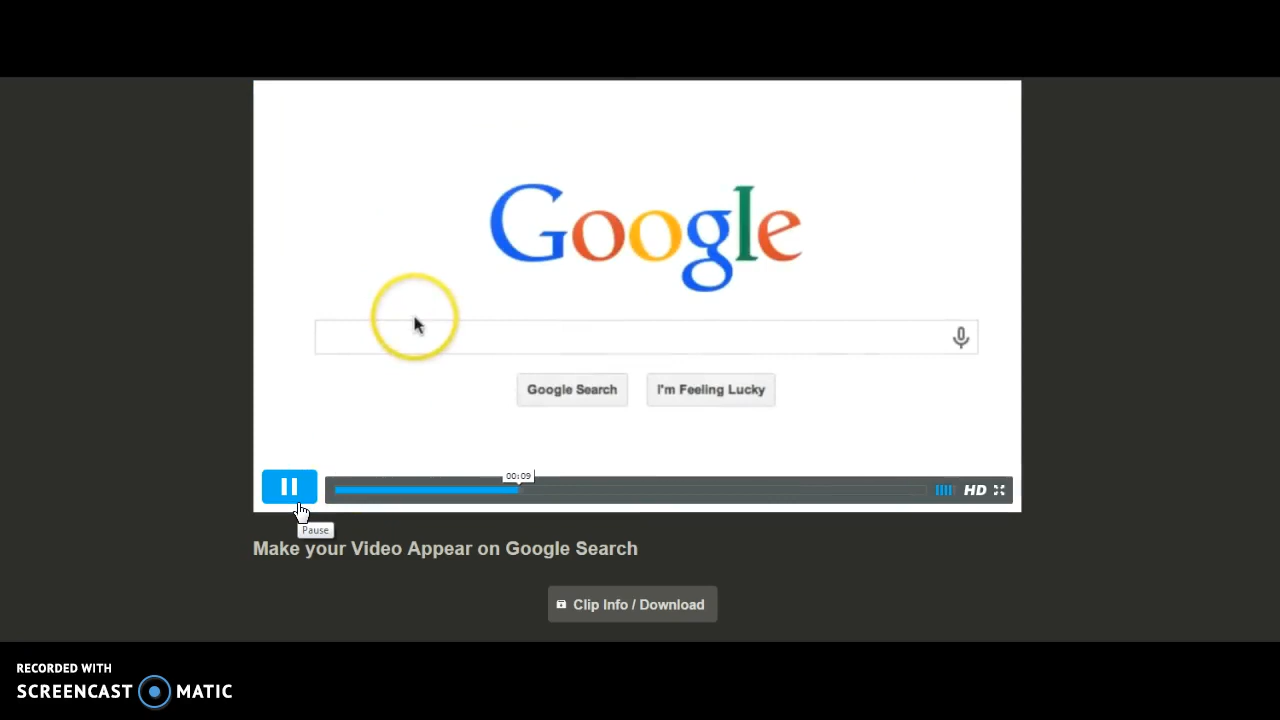 Google
Google Search
I'm Feeling Lucky
00:09
HD
Pause
Make your Video Appear on Google Search
Clip Info / Download
RECORDED WITH
SCREENCAST MATIC